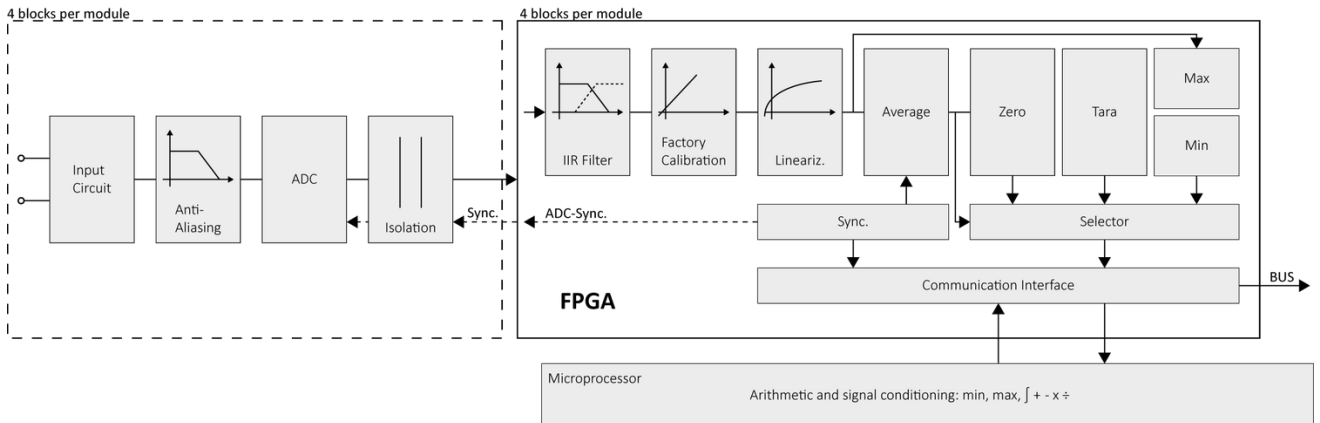 4 blocks per module
4 blocks per module
Input
Circuit
Anti-
Aliasing
ADC
Isolation
Sync.
ADC-Sync.
IIR Filter
Factory
Calibration
Lineariz.
Average
Zero
Tara
Max
Min
Sync.
Selector
Communication Interface
BUS
FPGA
Microprocessor
Arithmetic and signal conditioning: min, max, ∫ + - x ÷